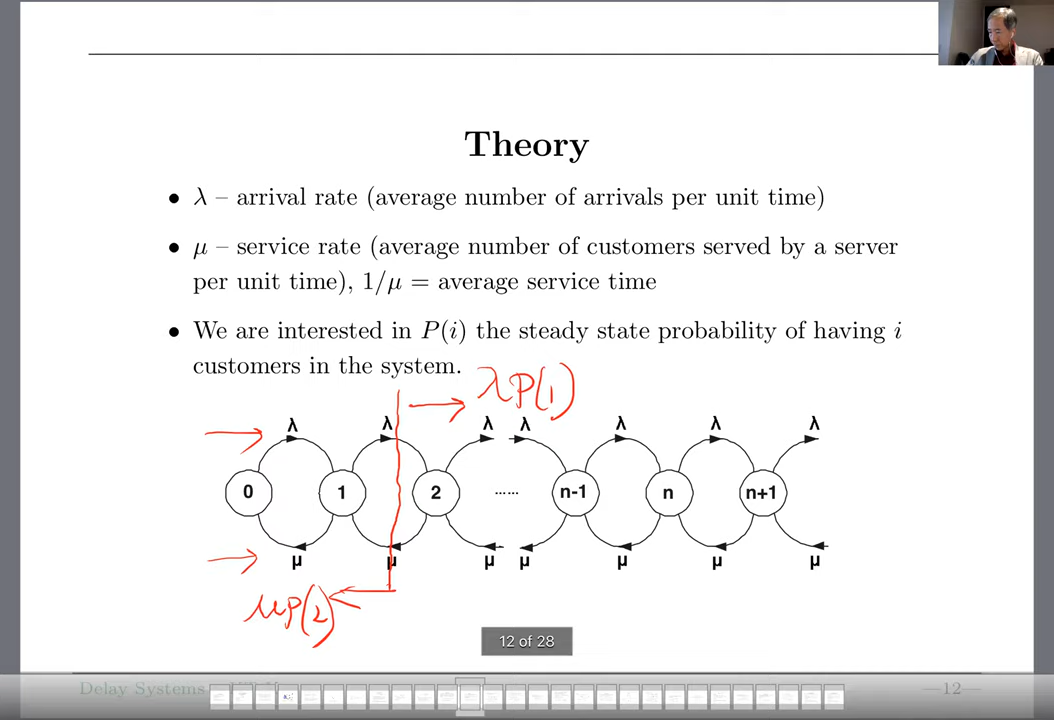 Theory
• λ – arrival rate (average number of arrivals per unit time)
• μ – service rate (average number of customers served by a server
per unit time), 1/μ = average service time
• We are interested in P(i) the steady state probability of having i
customers in the system.
λP(1)
λ λ λ λ λ λ λ
0 1 2 ...... n-1 n n+1
μ μ μ μ μ μ μ
μP(2)
12 of 28
Delay Systems
—12—